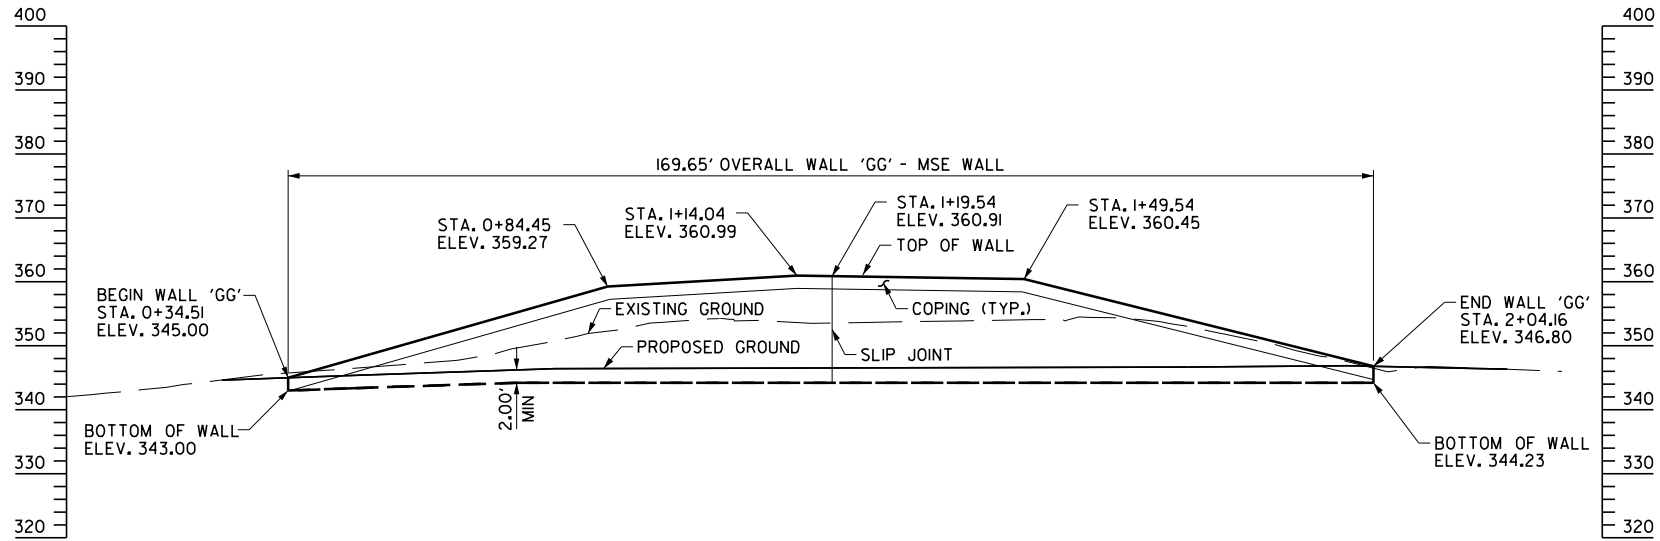 400
400
390
390
380
380
169.65' OVERALL WALL 'GG' - MSE WALL
370
370
STA. 0+84.45
ELEV. 359.27
STA. 1+14.04
ELEV. 360.99
STA. 1+19.54
ELEV. 360.91
STA. 1+49.54
ELEV. 360.45
TOP OF WALL
360
360
BEGIN WALL 'GG'
STA. 0+34.51
ELEV. 345.00
EXISTING GROUND
COPING (TYP.)
END WALL 'GG'
STA. 2+04.16
ELEV. 346.80
350
350
PROPOSED GROUND
SLIP JOINT
340
340
2.00'
MIN
BOTTOM OF WALL
ELEV. 343.00
BOTTOM OF WALL
ELEV. 344.23
330
330
320
320